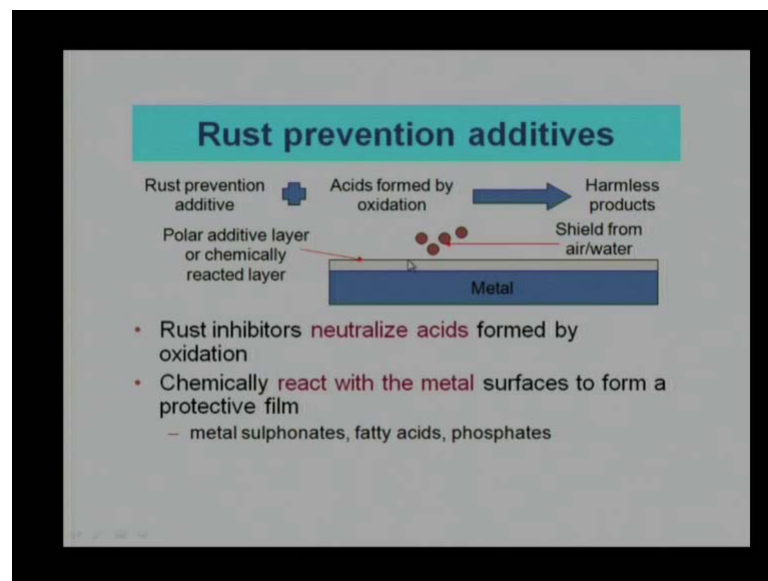 Rust prevention additives
Rust prevention
additive
Acids formed by
oxidation
Harmless
products
Polar additive layer
or chemically
reacted layer
Shield from
air/water
Metal
• Rust inhibitors neutralize acids formed by
oxidation
• Chemically react with the metal surfaces to form a
protective film
– metal sulphonates, fatty acids, phosphates